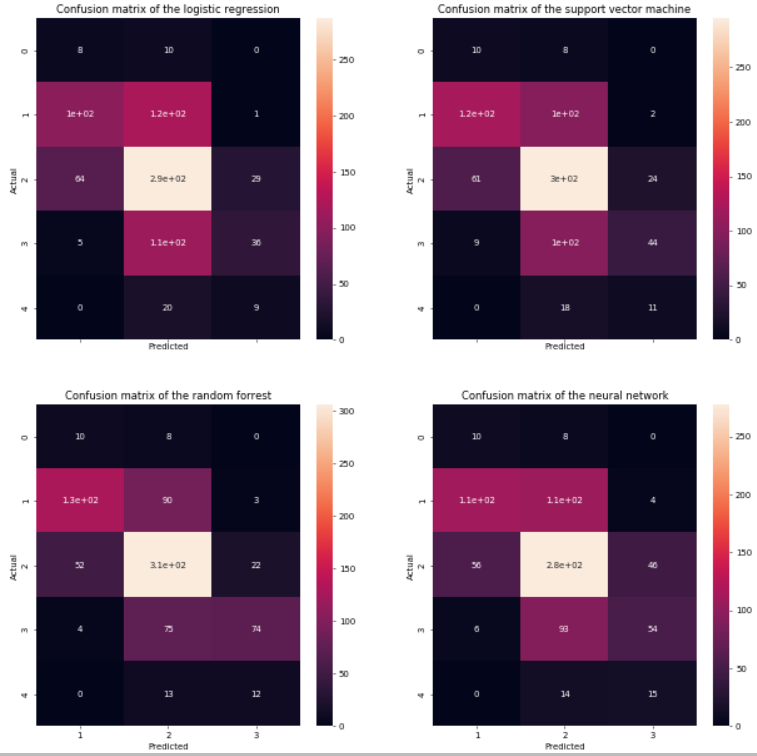 Confusion matrix of the logistic regression
0 8 10 0
1 1e+02 1.2e+02 1
2 64 2.9e+02 29
3 5 1.1e+02 36
4 0 20 9
Actual
Predicted
250
200
150
100
50
0
Confusion matrix of the support vector machine
0 10 8 0
1 1.2e+02 1e+02 2
2 61 3e+02 24
3 9 1e+02 44
4 0 18 11
Actual
Predicted
250
200
150
100
50
0
Confusion matrix of the random forrest
0 10 8 0
1 1.3e+02 90 3
2 52 3.1e+02 22
3 4 75 74
4 0 13 12
Actual
1 2 3
Predicted
300
250
200
150
100
50
0
Confusion matrix of the neural network
0 10 8 0
1 1.1e+02 1.1e+02 4
2 56 2.8e+02 46
3 6 93 54
4 0 14 15
Actual
1 2 3
Predicted
250
200
150
100
50
0